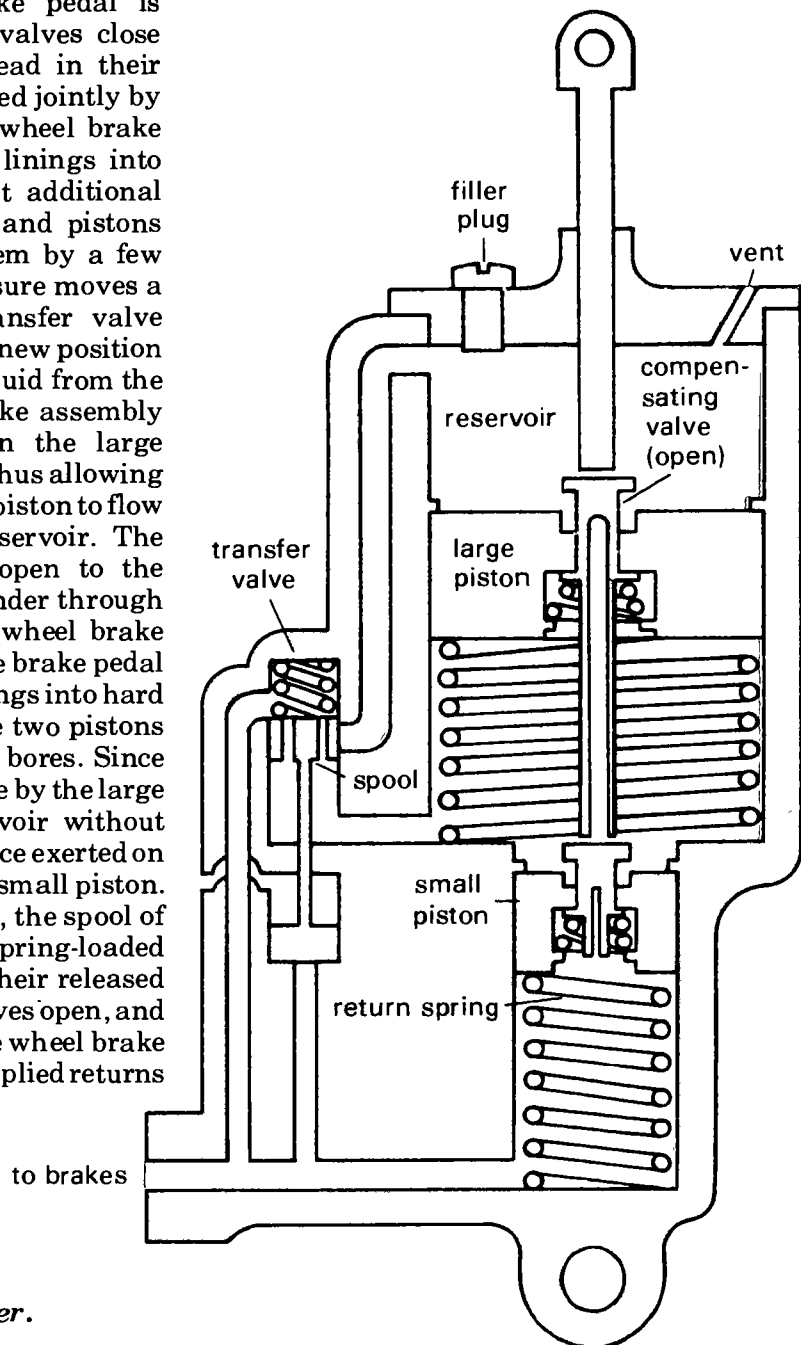 ke pedal is
valves close
ead in their
ed jointly by
wheel brake
linings into
t additional
and pistons
em by a few
sure moves a
ansfer valve
new position
uid from the
ke assembly
n the large
hus allowing
piston to flow
servoir. The
open to the
nder through
wheel brake
e brake pedal
ngs into hard
e two pistons
bores. Since
e by the large
voir without
ce exerted on
small piston.
, the spool of
spring-loaded
heir released
ves open, and
e wheel brake
plied returns
er.
filler
plug
vent
compen-
sating
valve
(open)
reservoir
large
piston
transfer
valve
spool
small
piston
return spring
to brakes